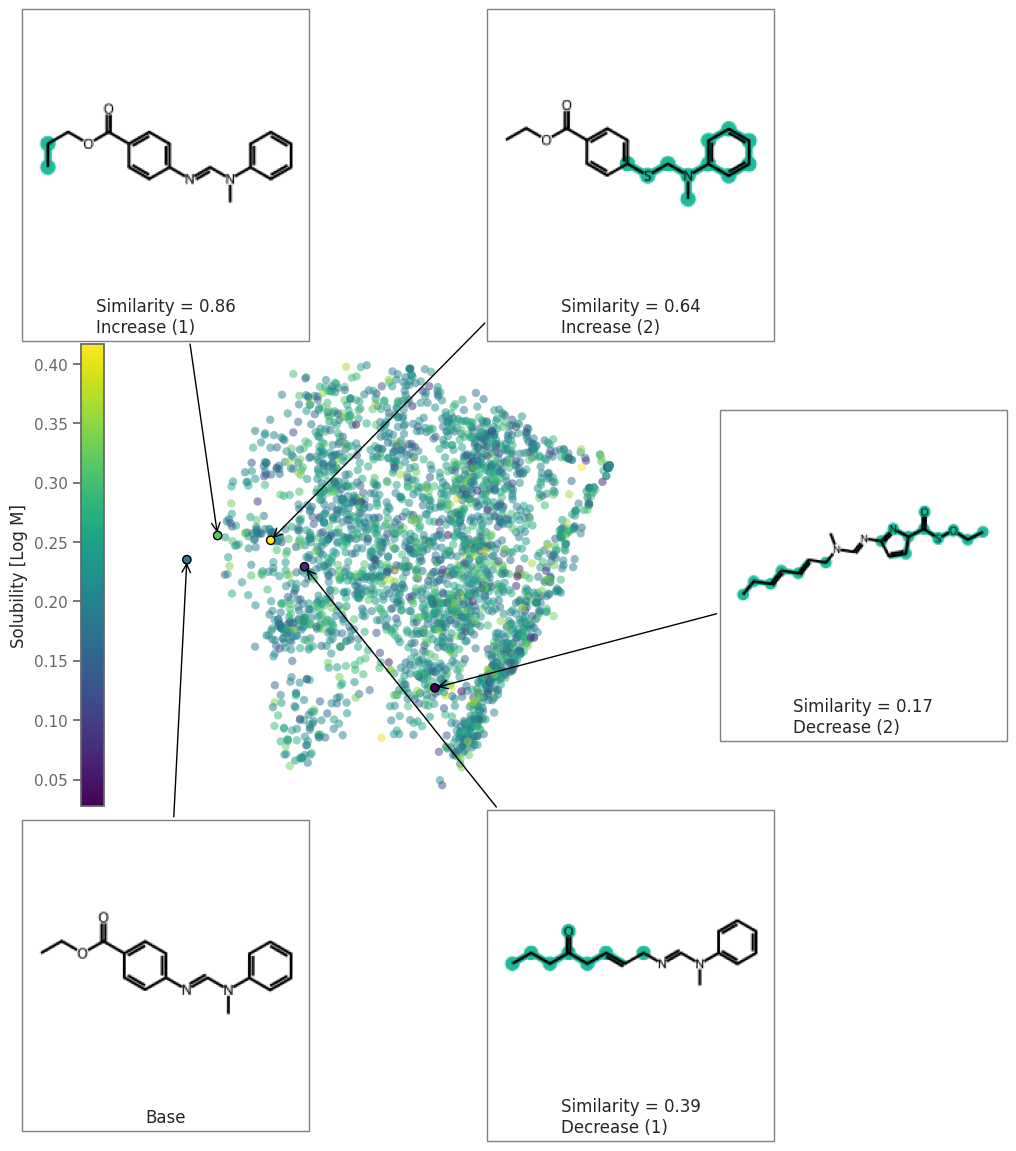 O
O
N
N
Similarity = 0.86
Increase (1)
O
O
S
N
Similarity = 0.64
Increase (2)
0.40
0.35
0.30
0.25
0.20
0.15
0.10
0.05
Solubility [Log M]
O
N
N
N
S
O
Similarity = 0.17
Decrease (2)
O
O
N
N
Base
O
N
N
Similarity = 0.39
Decrease (1)